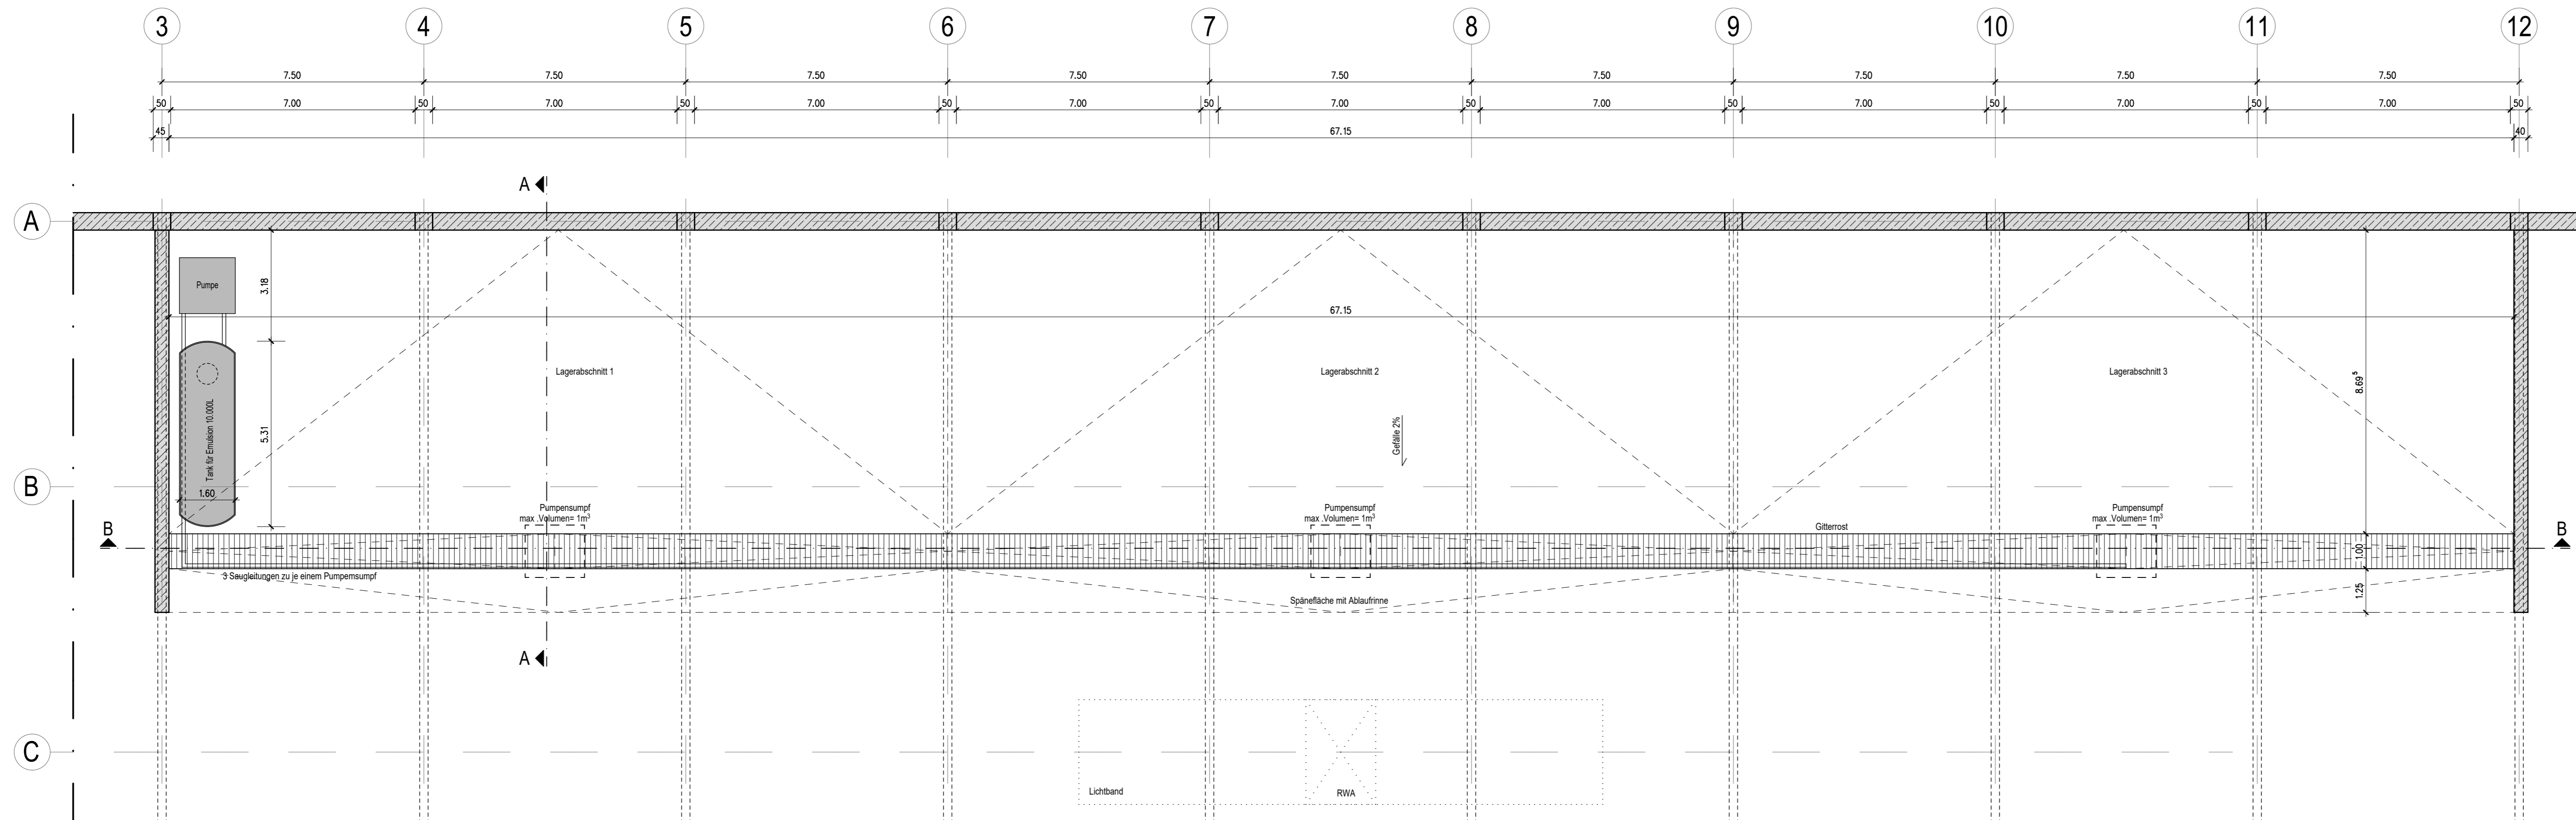 3 4 5 6 7 8 9 10 11 12
7.50 7.50 7.50 7.50 7.50 7.50 7.50 7.50 7.50
50 7.00 50 7.00 50 7.00 50 7.00 50 7.00 50 7.00 50 7.00 50 7.00 50 7.00 50
45 67.15 40
A
A
Pumpe
3.18
67.15
Lagerabschnitt 1
Lagerabschnitt 2
Lagerabschnitt 3
8.69⁵
Tank für Emulsion 10.000L
5.31
Gefälle 2%
1.60
B
Pumpensumpf
max .Volumen= 1m³
Pumpensumpf
max .Volumen= 1m³
Pumpensumpf
max .Volumen= 1m³
Gitterrost
B
B
1.00
3 Saugleitungen zu je einem Pumpemsumpf
1.25
Spänefläche mit Ablaufrinne
A
C
Lichtband
RWA